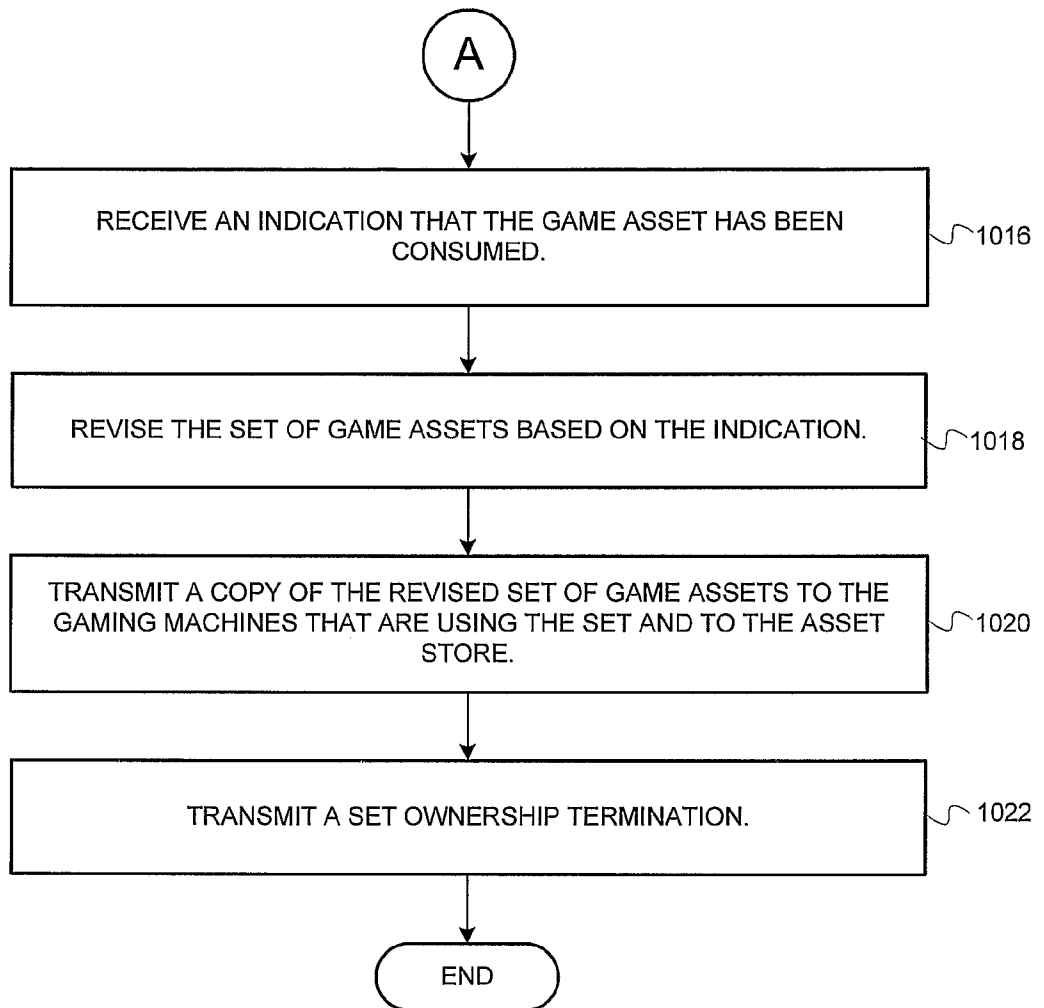 A
RECEIVE AN INDICATION THAT THE GAME ASSET HAS BEEN
CONSUMED.
1016
REVISE THE SET OF GAME ASSETS BASED ON THE INDICATION.
1018
TRANSMIT A COPY OF THE REVISED SET OF GAME ASSETS TO THE
GAMING MACHINES THAT ARE USING THE SET AND TO THE ASSET
STORE.
1020
TRANSMIT A SET OWNERSHIP TERMINATION.
1022
END